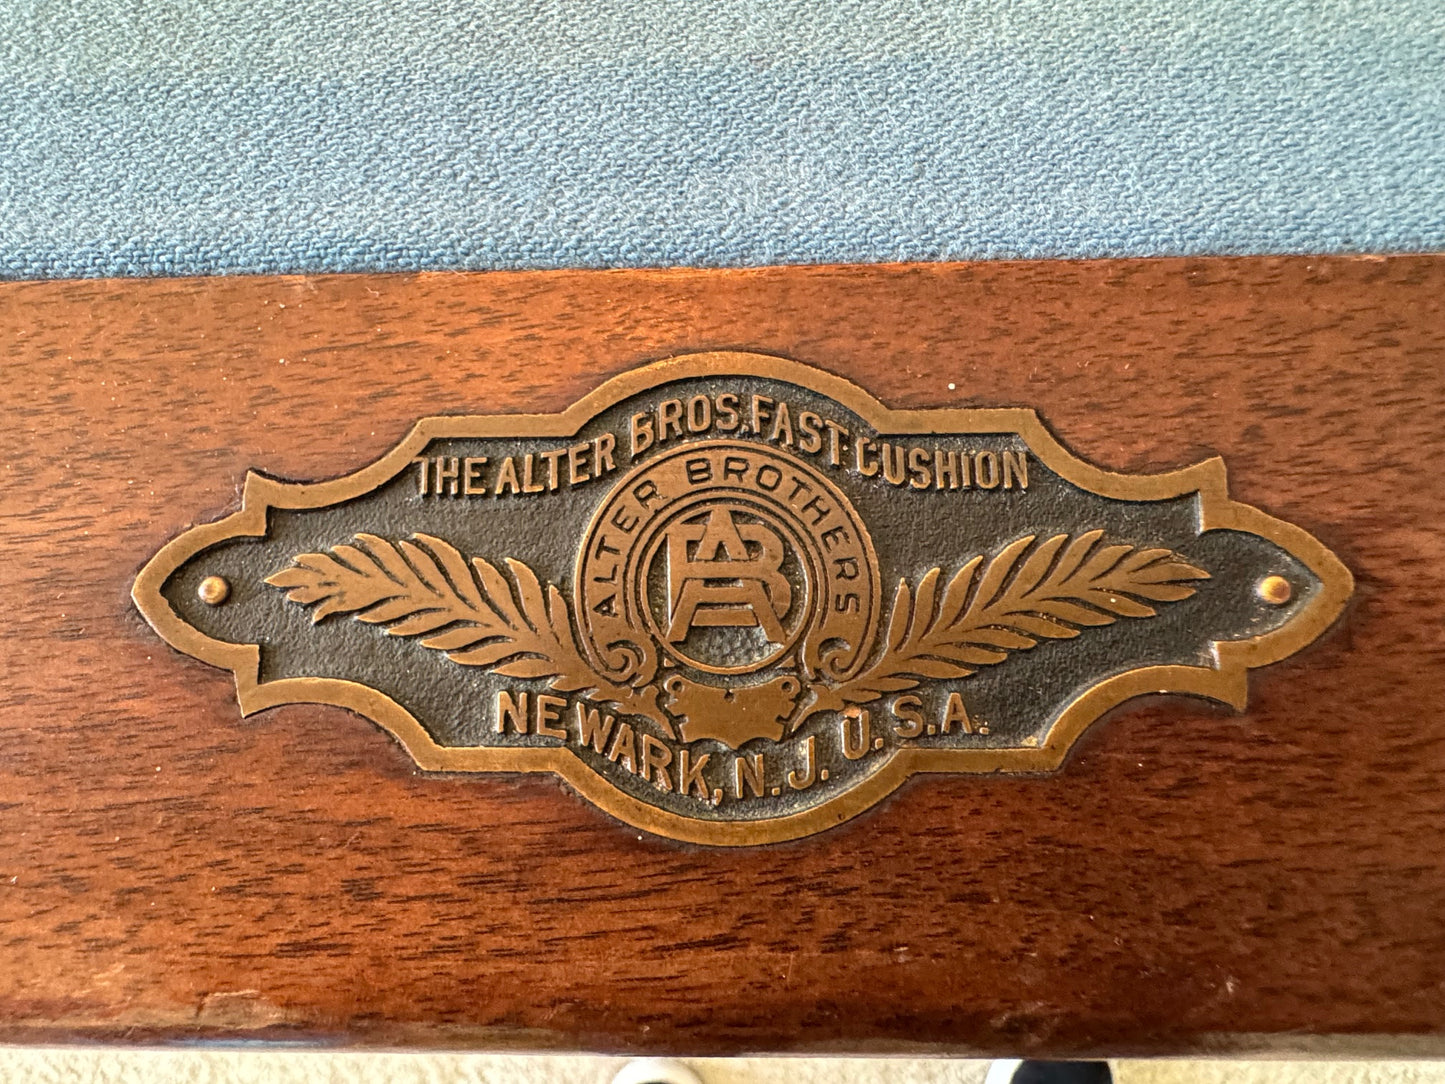 THE ALTER BROS. FAST CUSHION
ALTER BROTHERS
AB
NEWARK, N. J. U. S. A.